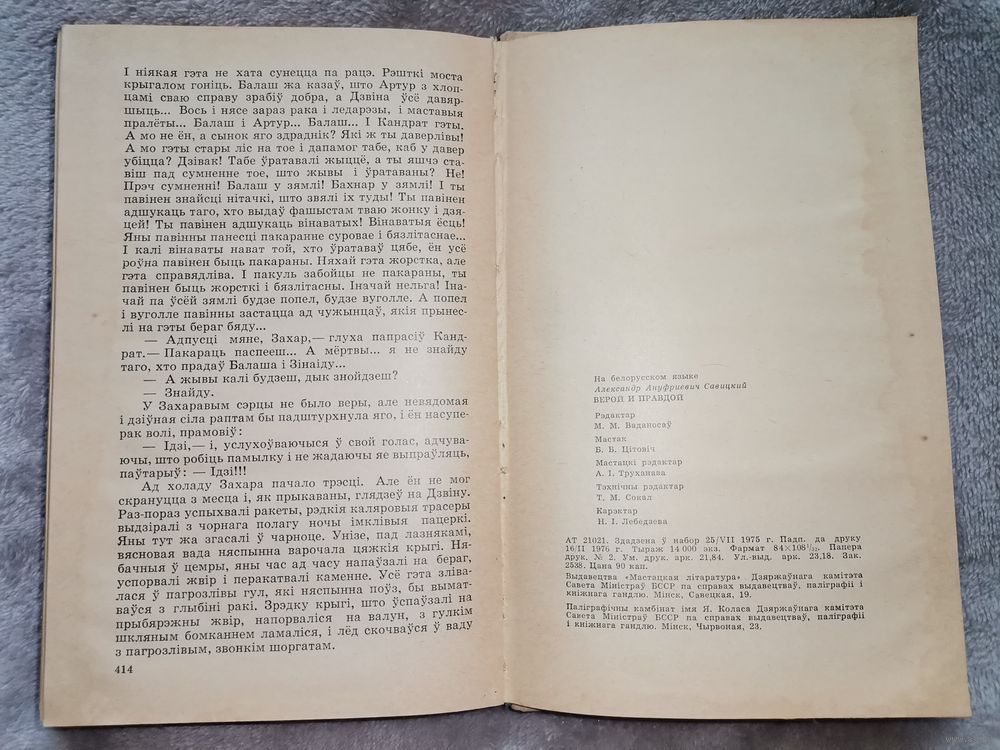 І ніякая гэта не хата сунецца па рацэ. Рэшткі моста
крыгалом гоніць. Балаш жа казаў, што Артур з хлоп-
цамі сваю справу зрабіў добра, а Дзвіна ўсё давяр-
шыць... Вось і нясе зараз рака і ледарэзы, і маставыя
пралёты... Балаш і Артур... Балаш... І Кандрат гэты.
А мо не ён, а сынок яго здраднік? Які ж ты даверлівы!
А мо гэты стары ліс на тое і дапамог табе, каб у давер
убіцца? Дзівак! Табе ўратавалі жыццё, а ты яшчэ ста-
віш пад сумненне тое, што жывы і ўратаваны? Не!
Прэч сумненні! Балаш у зямлі! Бахнар у зямлі! І ты
павінен знайсці нітачкі, што звялі іх туды! Ты павінен
адшукаць таго, хто выдаў фашыстам тваю жонку і дзя-
цей! Ты павінен адшукаць вінаватых! Вінаватыя ёсць!
Яны павінны панесці пакаранне суровае і бязлітаснае...
І калі вінаваты нават той, хто ўратаваў цябе, ён усё
роўна павінен быць пакараны. Няхай гэта жорстка, але
гэта справядліва. І пакуль забойцы не пакараны, ты
павінен быць жорсткі і бязлітасны. Іначай нельга! Іна-
чай па ўсёй зямлі будзе попел, будзе вуголле. А попел
і вуголле павінны застацца ад чужынцаў, якія прынес-
лі на гэты бераг бяду...
— Адпусці мяне, Захар,— глуха папрасіў Канд-
рат.— Пакараць паспееш... А мёртвы... я не знайду
таго, хто прадаў Балаша і Зінаіду...
— А жывы калі будзеш, дык знойдзеш?
— Знайду.
У Захаравым сэрцы не было веры, але невядомая
і дзіўная сіла раптам бы падштурхнула яго, і ён насупе-
рак волі, прамовіў:
— Ідзі,— і, услухоўваючыся ў свой голас, адчува-
ючы, што робіць памылку і не жадаючы яе выпраўляць,
паўтарыў: — Ідзі!!!
Ад холаду Захара пачало трэсці. Але ён не мог
скрануцца з месца і, як прыкаваны, глядзеў на Дзвіну.
Раз-пораз успыхвалі ракеты, рэдкія каляровыя трасеры
выдзіралі з чорнага полагу ночы імклівыя пацеркі.
Яны тут жа згасалі ў чарноце. Унізе, пад лазнякамі,
вясновая вада няспынна варочала цяжкія крыгі. Ня-
бачныя ў цемры, яны час ад часу напаўзалі на бераг,
успорвалі жвір і перакатвалі каменне. Усё гэта зліва-
лася ў пагрозлівы гул, які няспынна поўз, бы вымат-
ваўся з глыбіні ракі. Зрэдку крыгі, што ўспаўзалі на
прыбярэжны жвір, напорваліся на валун, з гулкім
шкляным бомканнем ламаліся, і лёд скочваўся ў ваду
з пагрозлівым, звонкім шоргатам.
414
На белорусском языке
Александр Ануфриевич Савицкий
ВЕРОЙ И ПРАВДОЙ
Рэдактар
М. М. Ваданосаў
Мастак
Б. Б. Цітовіч
Мастацкі рэдактар
А. І. Труханава
Тэхнічны рэдактар
Т. М. Сокал
Карэктар
Н. І. Лебедзева
АТ 21021. Здадзена ў набор 25/VII 1975 г. Падп. да друку
16/II 1976 г. Тыраж 14 000 экз. Фармат 84×108¹/₃₂. Папера
друк. № 2. Ум. друк. арк. 21,84. Ул.-выд. арк. 23,18. Зак.
2538. Цана 90 кап.
Выдавецтва «Мастацкая літаратура» Дзяржаўнага камітэта
Савета Міністраў БССР па справах выдавецтваў, паліграфіі і
кніжнага гандлю. Мінск, Савецкая, 19.
Паліграфічны камбінат імя Я. Коласа Дзяржаўнага камітэта
Савета Міністраў БССР па справах выдавецтваў, паліграфіі
і кніжнага гандлю. Мінск, Чырвоная, 23.